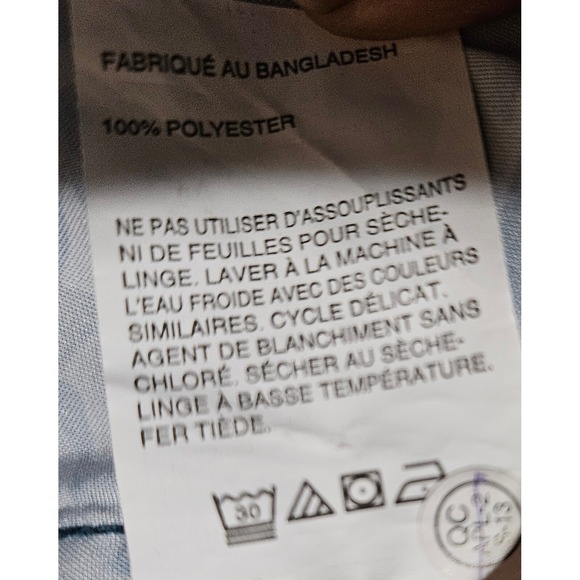 FABRIQUÉ AU BANGLADESH
100% POLYESTER
NE PAS UTILISER D'ASSOUPLISSANTS
NI DE FEUILLES POUR SÈCHE-
LINGE. LAVER À LA MACHINE À
L'EAU FROIDE AVEC DES COULEURS
SIMILAIRES. CYCLE DÉLICAT.
AGENT DE BLANCHIMENT SANS
CHLORÉ. SÉCHER AU SÈCHE-
LINGE À BASSE TEMPÉRATURE.
FER TIÈDE.
30
QC